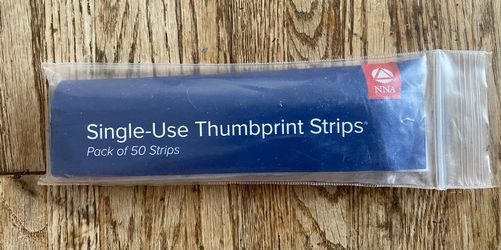 NNA
Single-Use Thumbprint Strips®
Pack of 50 Strips